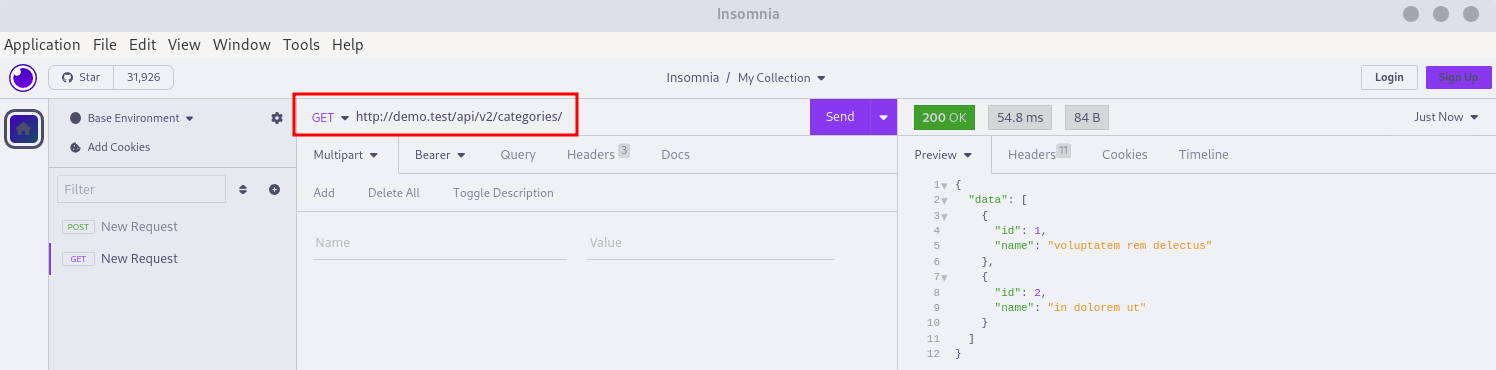 Insomnia
Application File Edit View Window Tools Help
Star 31,926
Insomnia / My Collection
Login Sign Up
Base Environment
Add Cookies
Filter
POST New Request
GET New Request
GET http://demo.test/api/v2/categories/ Send
Multipart Bearer Query Headers 3 Docs
Add Delete All Toggle Description
Name Value
200 OK 54.8 ms 84 B Just Now
Preview Headers 11 Cookies Timeline
1 {
2 "data": [
3 {
4 "id": 1,
5 "name": "voluptatem rem delectus"
6 },
7 {
8 "id": 2,
9 "name": "in dolorem ut"
10 }
11 ]
12 }